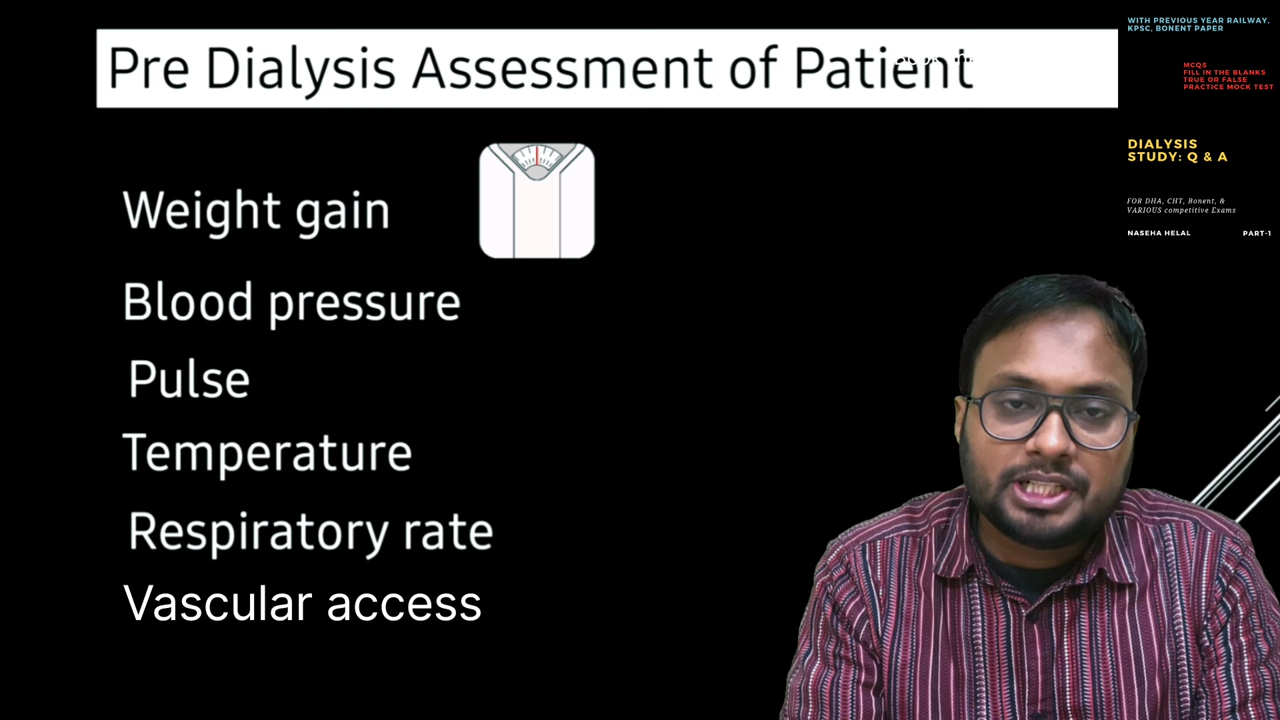 Pre Dialysis Assessment of Patient
Weight gain
Blood pressure
Pulse
Temperature
Respiratory rate
Vascular access
WITH PREVIOUS YEAR RAILWAY,
KPSC, BONENT PAPER
MCQS
FILL IN THE BLANKS
TRUE OR FALSE
PRACTICE MOCK TEST
DIALYSIS
STUDY: Q & A
FOR DHA, CHT, Bonent, &
VARIOUS competitive Exams
NASEHA HELAL
PART-1